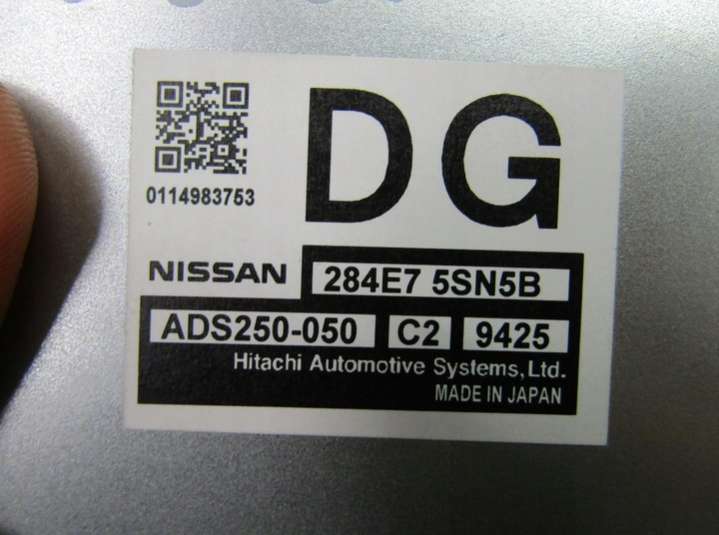 DG
0114983753
NISSAN 284E7 5SN5B
ADS250-050 C2 9425
Hitachi Automotive Systems, Ltd.
MADE IN JAPAN